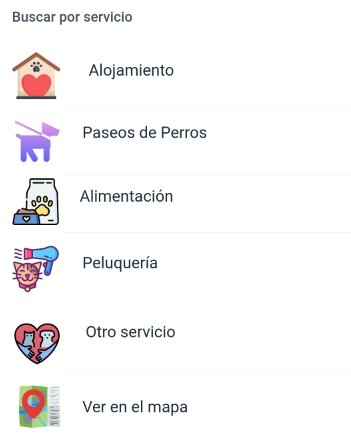 Buscar por servicio
Alojamiento
Paseos de Perros
Alimentación
Peluquería
Otro servicio
Ver en el mapa